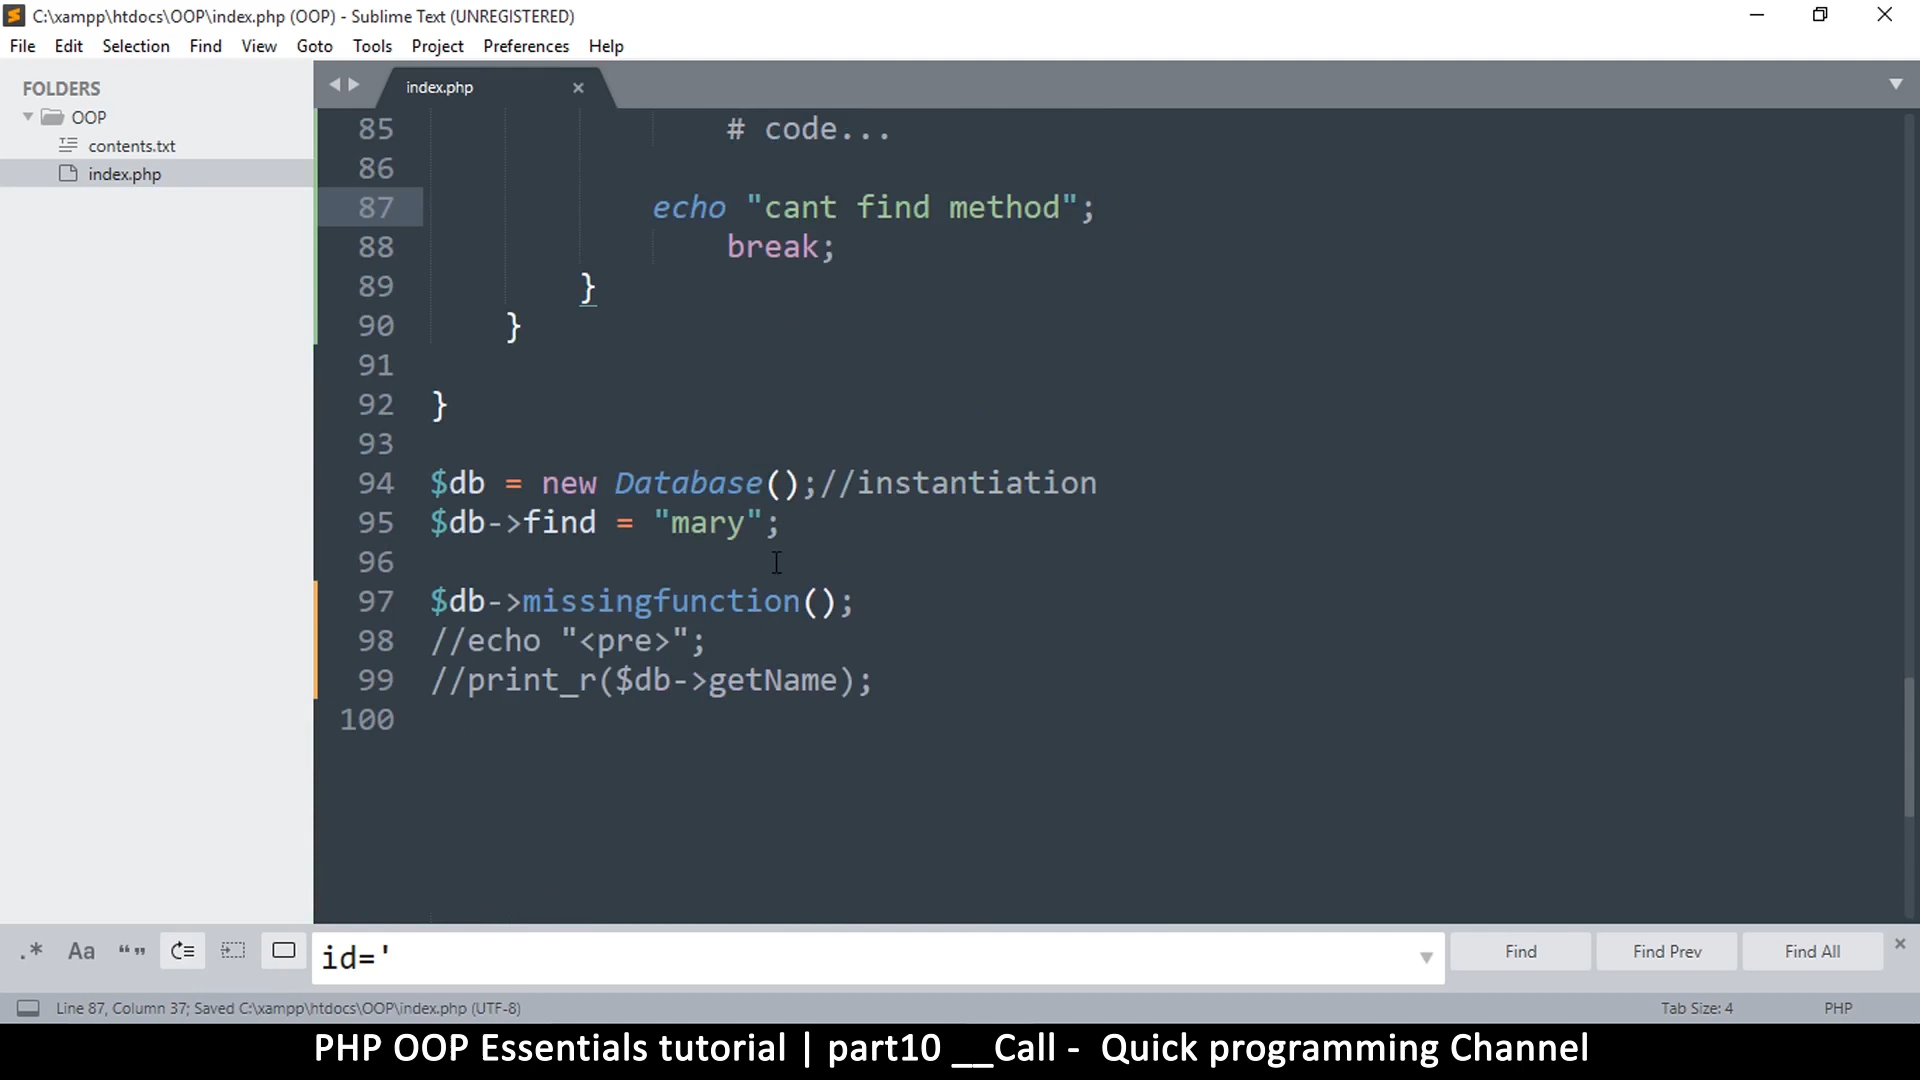 C:\xampp\htdocs\OOP\index.php (OOP) - Sublime Text (UNREGISTERED)
File Edit Selection Find View Goto Tools Project Preferences Help
FOLDERS
OOP
contents.txt
index.php
index.php
85 # code...
86
87 echo "cant find method";
88 break;
89 }
90 }
91
92 }
93
94 $db = new Database();//instantiation
95 $db->find = "mary";
96
97 $db->missingfunction();
98 //echo "<pre>";
99 //print_r($db->getName);
100
.* Aa “” id=' Find Find Prev Find All
Line 87, Column 37; Saved C:\xampp\htdocs\OOP\index.php (UTF-8) Tab Size: 4 PHP
PHP OOP Essentials tutorial | part10 __Call - Quick programming Channel